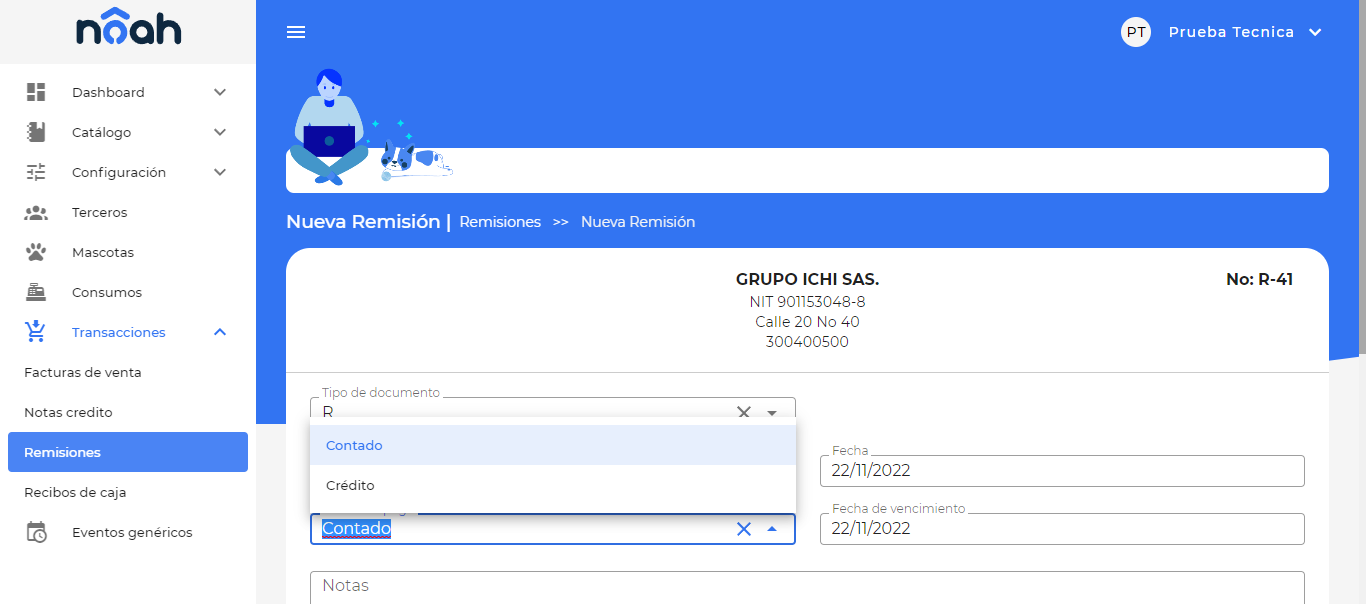 nôah
Dashboard
Catálogo
Configuración
Terceros
Mascotas
Consumos
Transacciones
Facturas de venta
Notas credito
Remisiones
Recibos de caja
Eventos genéricos
PT Prueba Tecnica
Nueva Remisión | Remisiones >> Nueva Remisión
GRUPO ICHI SAS.
No: R-41
NIT 901153048-8
Calle 20 No 40
300400500
Tipo de documento
R
Contado
Crédito
Contado
Fecha
22/11/2022
Fecha de vencimiento
22/11/2022
Notas